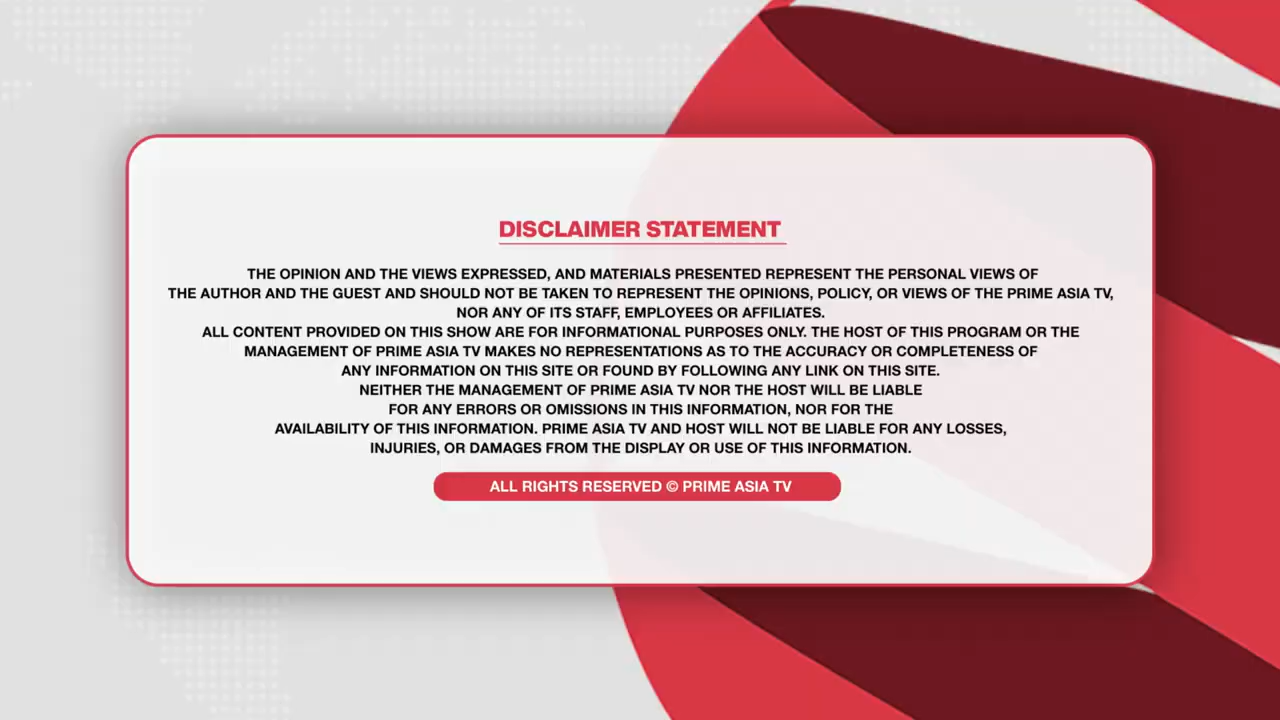 DISCLAIMER STATEMENT
THE OPINION AND THE VIEWS EXPRESSED, AND MATERIALS PRESENTED REPRESENT THE PERSONAL VIEWS OF
THE AUTHOR AND THE GUEST AND SHOULD NOT BE TAKEN TO REPRESENT THE OPINIONS, POLICY, OR VIEWS OF THE PRIME ASIA TV,
NOR ANY OF ITS STAFF, EMPLOYEES OR AFFILIATES.
ALL CONTENT PROVIDED ON THIS SHOW ARE FOR INFORMATIONAL PURPOSES ONLY. THE HOST OF THIS PROGRAM OR THE
MANAGEMENT OF PRIME ASIA TV MAKES NO REPRESENTATIONS AS TO THE ACCURACY OR COMPLETENESS OF
ANY INFORMATION ON THIS SITE OR FOUND BY FOLLOWING ANY LINK ON THIS SITE.
NEITHER THE MANAGEMENT OF PRIME ASIA TV NOR THE HOST WILL BE LIABLE
FOR ANY ERRORS OR OMISSIONS IN THIS INFORMATION, NOR FOR THE
AVAILABILITY OF THIS INFORMATION. PRIME ASIA TV AND HOST WILL NOT BE LIABLE FOR ANY LOSSES,
INJURIES, OR DAMAGES FROM THE DISPLAY OR USE OF THIS INFORMATION.
ALL RIGHTS RESERVED © PRIME ASIA TV